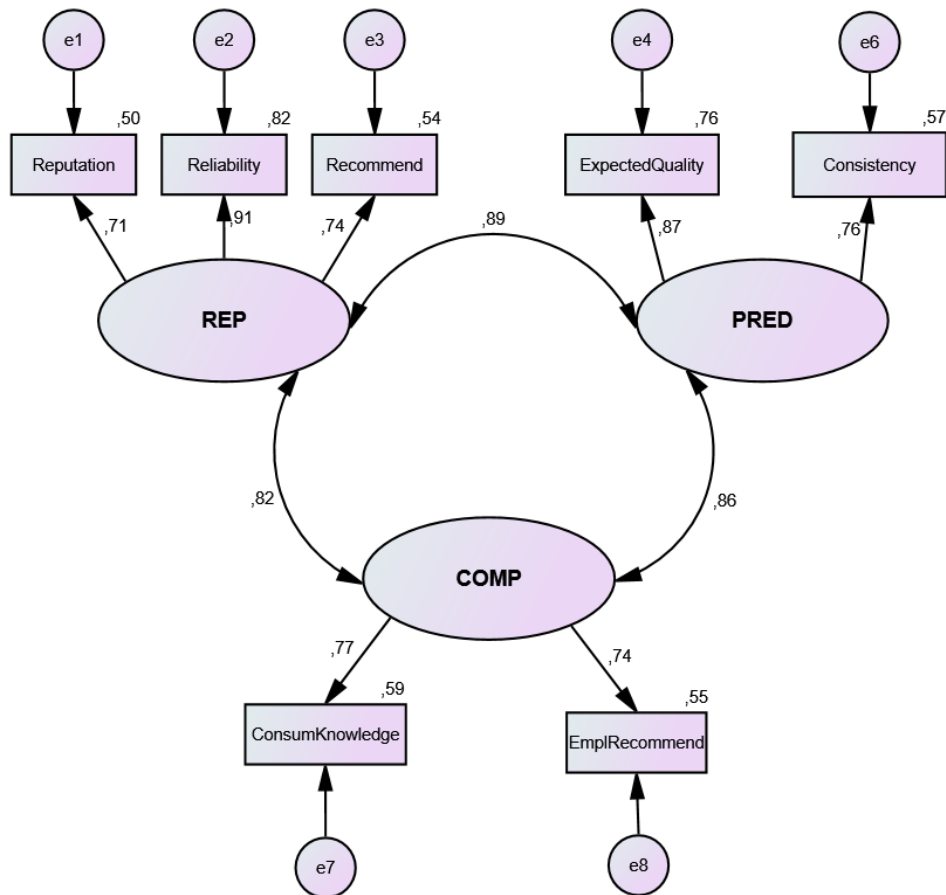 e1
e2
e3
e4
e6
,50
,82
,54
,76
,57
Reputation
Reliability
Recommend
ExpectedQuality
Consistency
,71
,91
,74
,89
,87
,76
REP
PRED
,82
,86
COMP
,77
,74
,59
,55
ConsumKnowledge
EmplRecommend
e7
e8